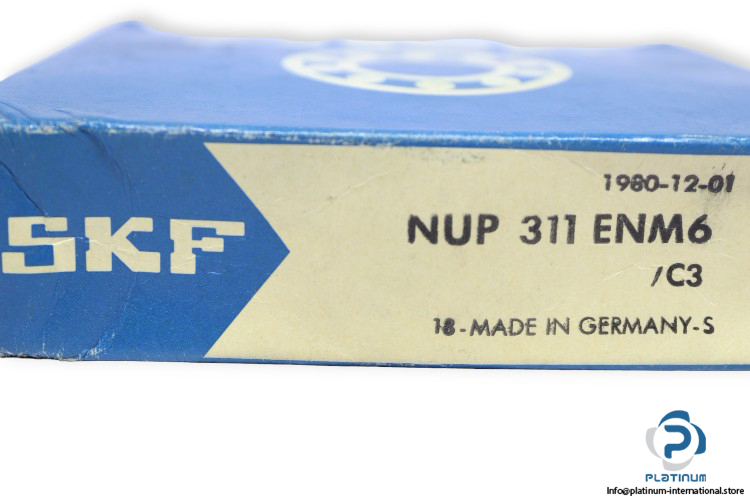 1980-12-01
SKF
NUP 311 ENM6
/C3
18-MADE IN GERMANY-S
PLATINUM
Info@platinum-international.store